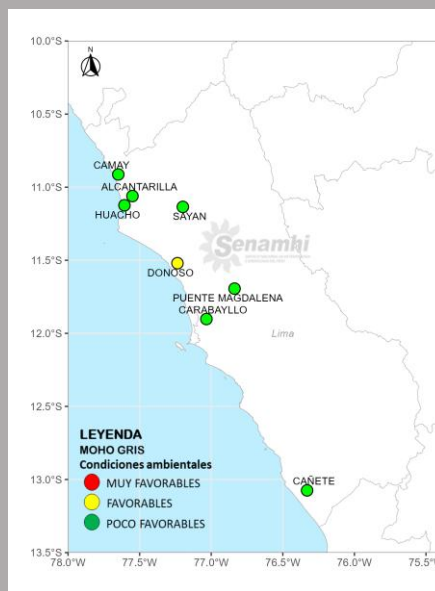 10.0°S
N
10.5°S
CAMAY
11.0°S
ALCANTARILLA
HUACHO
SAYAN
Senamhi
11.5°S
DONOSO
PUENTE MAGDALENA
CARABAYLLO
12.0°S
Lima
12.5°S
LEYENDA
MOHO GRIS
Condiciones ambientales
MUY FAVORABLES
FAVORABLES
POCO FAVORABLES
13.0°S
CAÑETE
13.5°S
78.0°W 77.5°W 77.0°W 76.5°W 76.0°W 75.5°